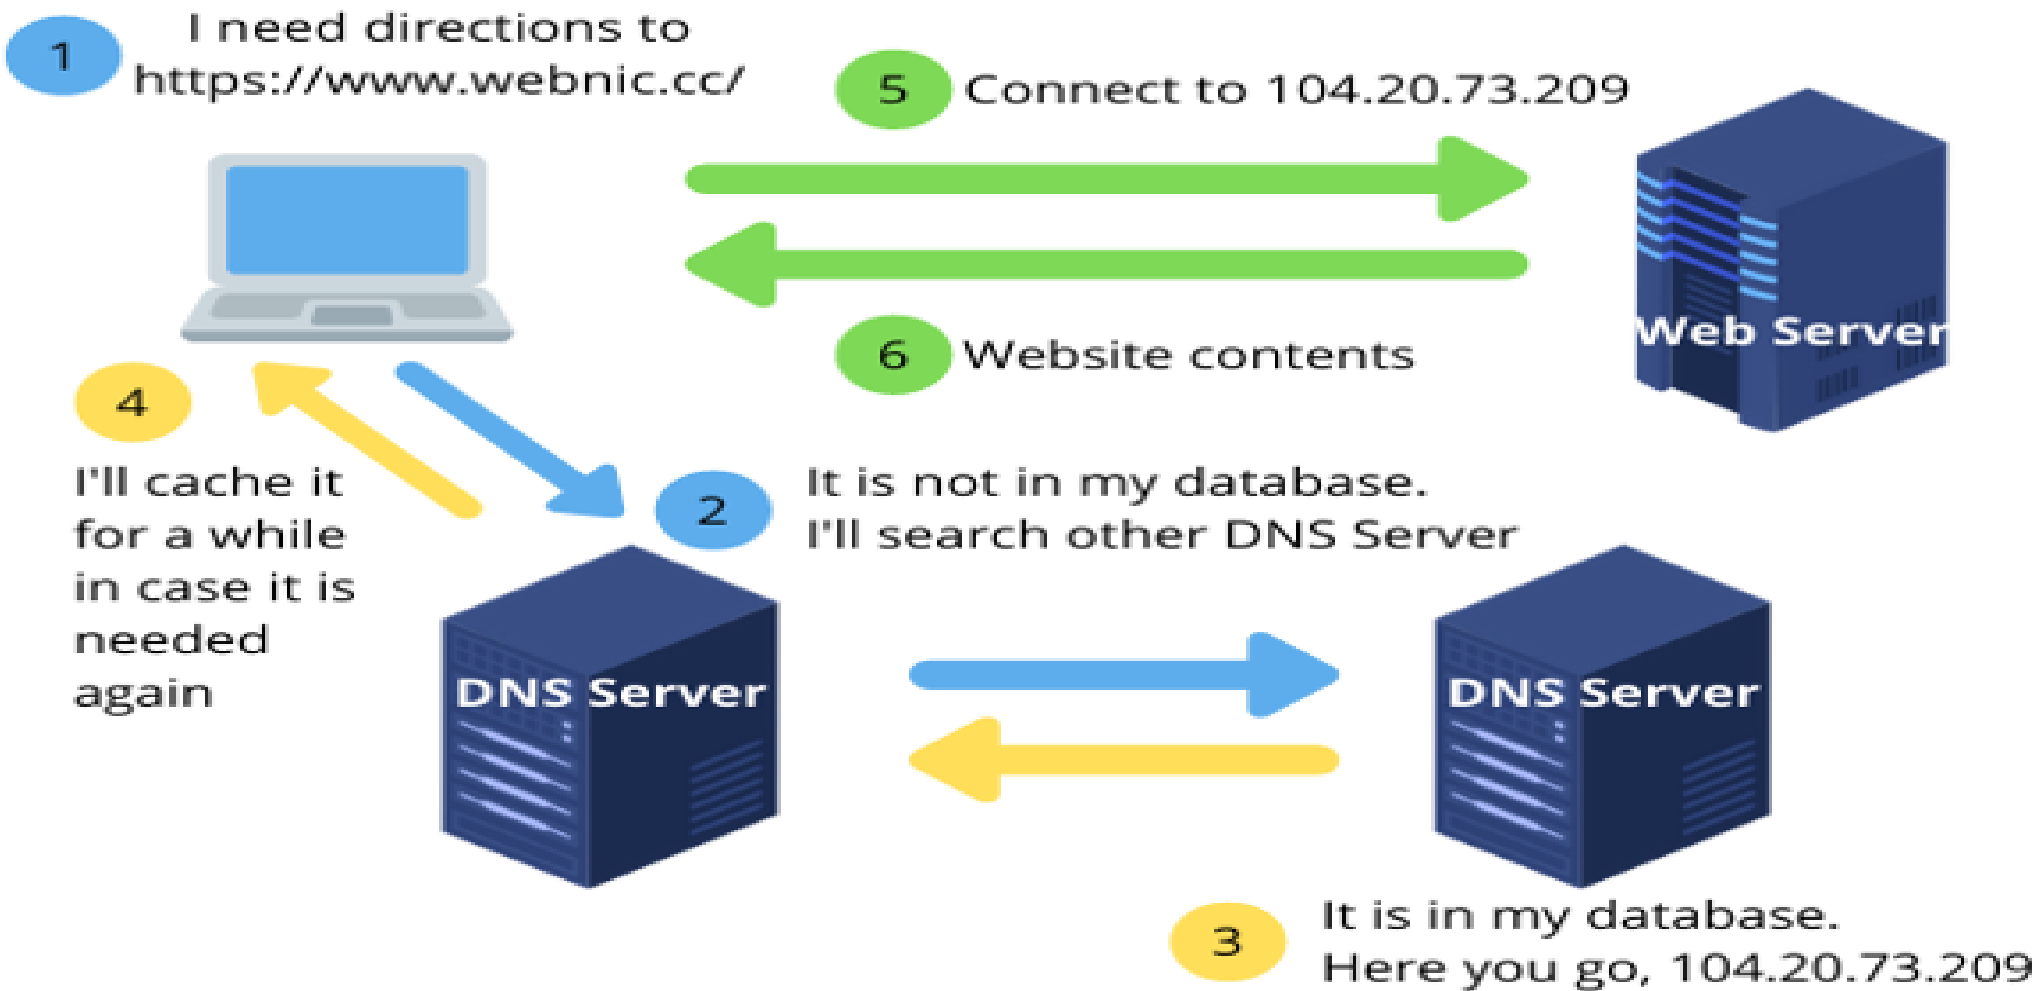 1
I need directions to
https://www.webnic.cc/
5
Connect to 104.20.73.209
Web Server
6
Website contents
4
I'll cache it
for a while
in case it is
needed
again
2
It is not in my database.
I'll search other DNS Server
DNS Server
DNS Server
3
It is in my database.
Here you go, 104.20.73.209